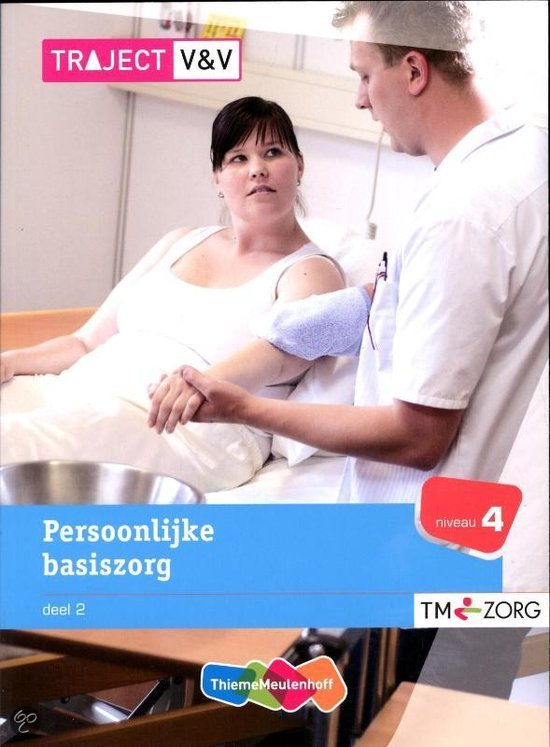 TRAJECT V&V
Persoonlijke
basiszorg
deel 2
niveau 4
TM ZORG
ThiemeMeulenhoff